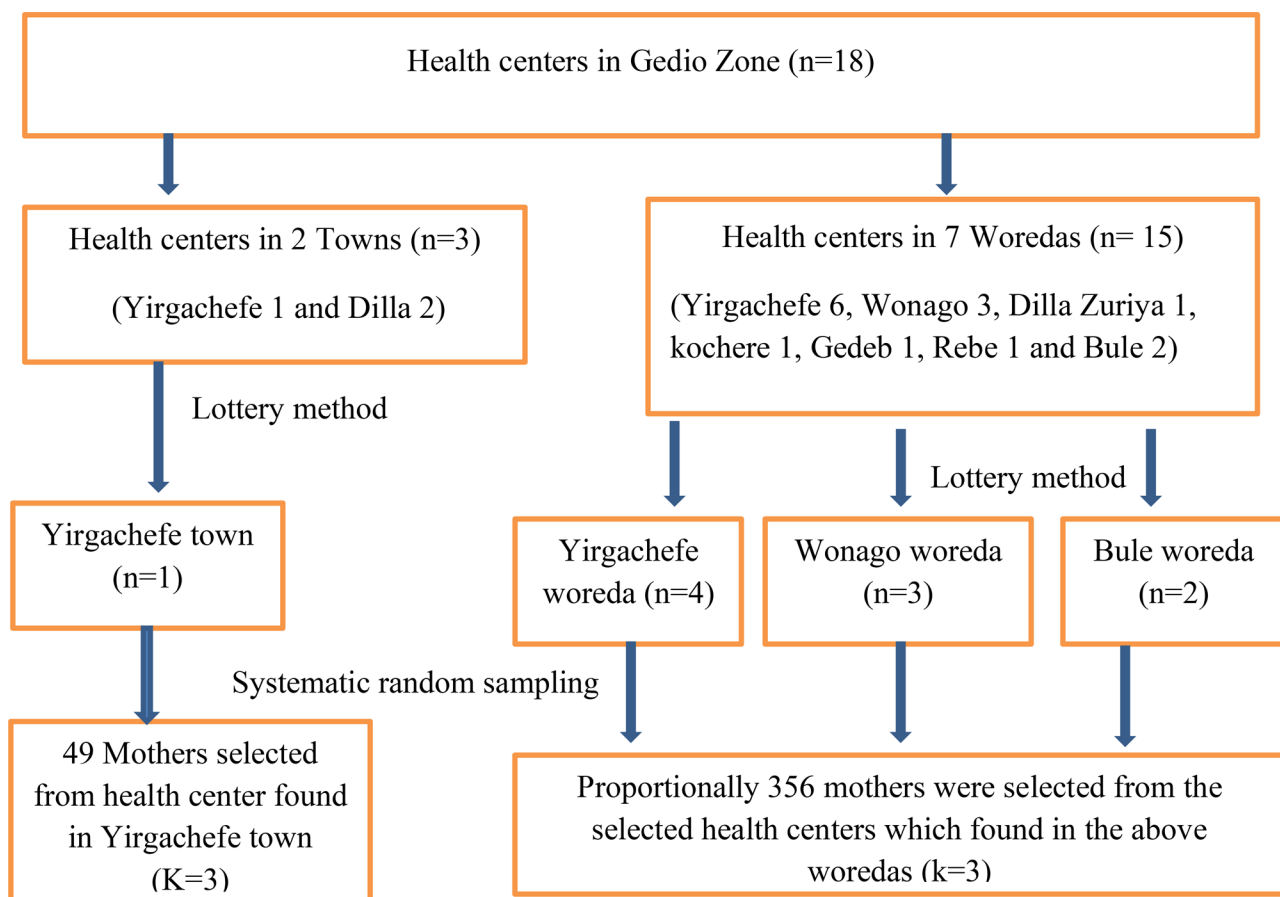 Health centers in Gedio Zone (n=18)
Health centers in 2 Towns (n=3)
(Yirgachefe 1 and Dilla 2)
Health centers in 7 Woredas (n= 15)
(Yirgachefe 6, Wonago 3, Dilla Zuriya 1,
kochere 1, Gedeb 1, Rebe 1 and Bule 2)
Lottery method
Lottery method
Yirgachefe town
(n=1)
Yirgachefe
woreda (n=4)
Wonago woreda
(n=3)
Bule woreda
(n=2)
Systematic random sampling
49 Mothers selected
from health center found
in Yirgachefe town
(K=3)
Proportionally 356 mothers were selected from the
selected health centers which found in the above
woredas (k=3)